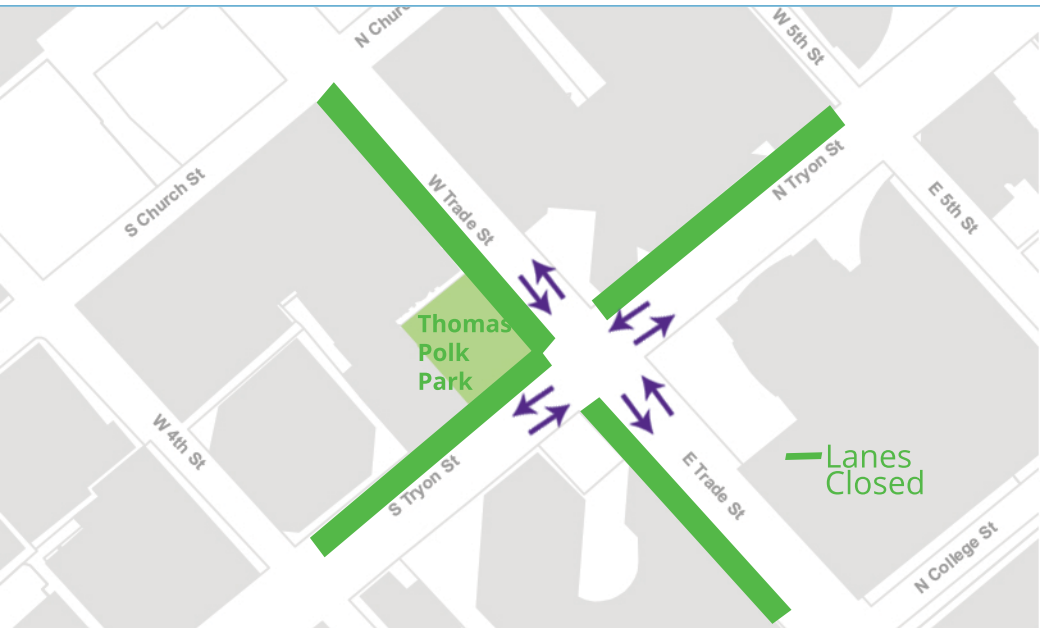 N Churc
W 5th St
S Church St
W Trade St
N Tryon St
E 5th St
Thomas
Polk
Park
W 4th St
S Tryon St
E Trade St
Lanes
Closed
N College St